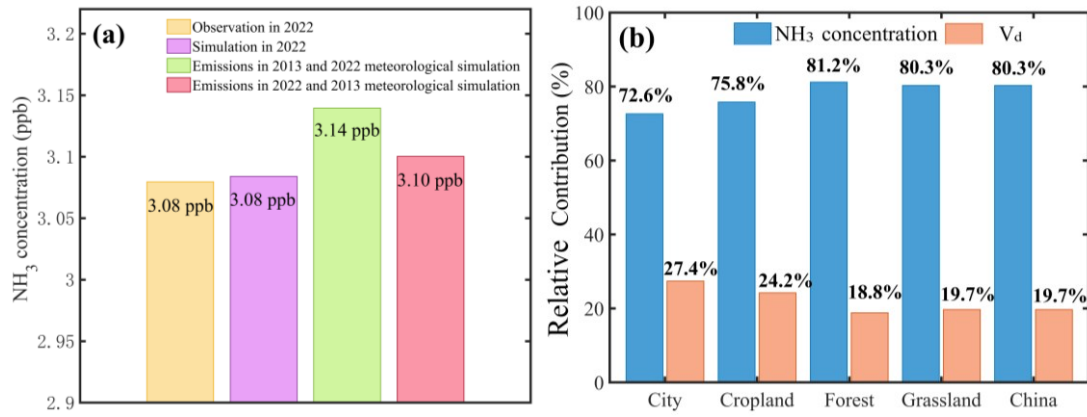 (a)
Observation in 2022
Simulation in 2022
Emissions in 2013 and 2022 meteorological simulation
Emissions in 2022 and 2013 meteorological simulation
NH₃ concentration (ppb)
3.2
3.15
3.1
3.05
3
2.95
2.9
3.08 ppb
3.08 ppb
3.14 ppb
3.10 ppb
(b)
NH₃ concentration
V_d
Relative Contribution (%)
100
80
60
40
20
0
72.6%
75.8%
81.2%
80.3%
80.3%
27.4%
24.2%
18.8%
19.7%
19.7%
City
Cropland
Forest
Grassland
China